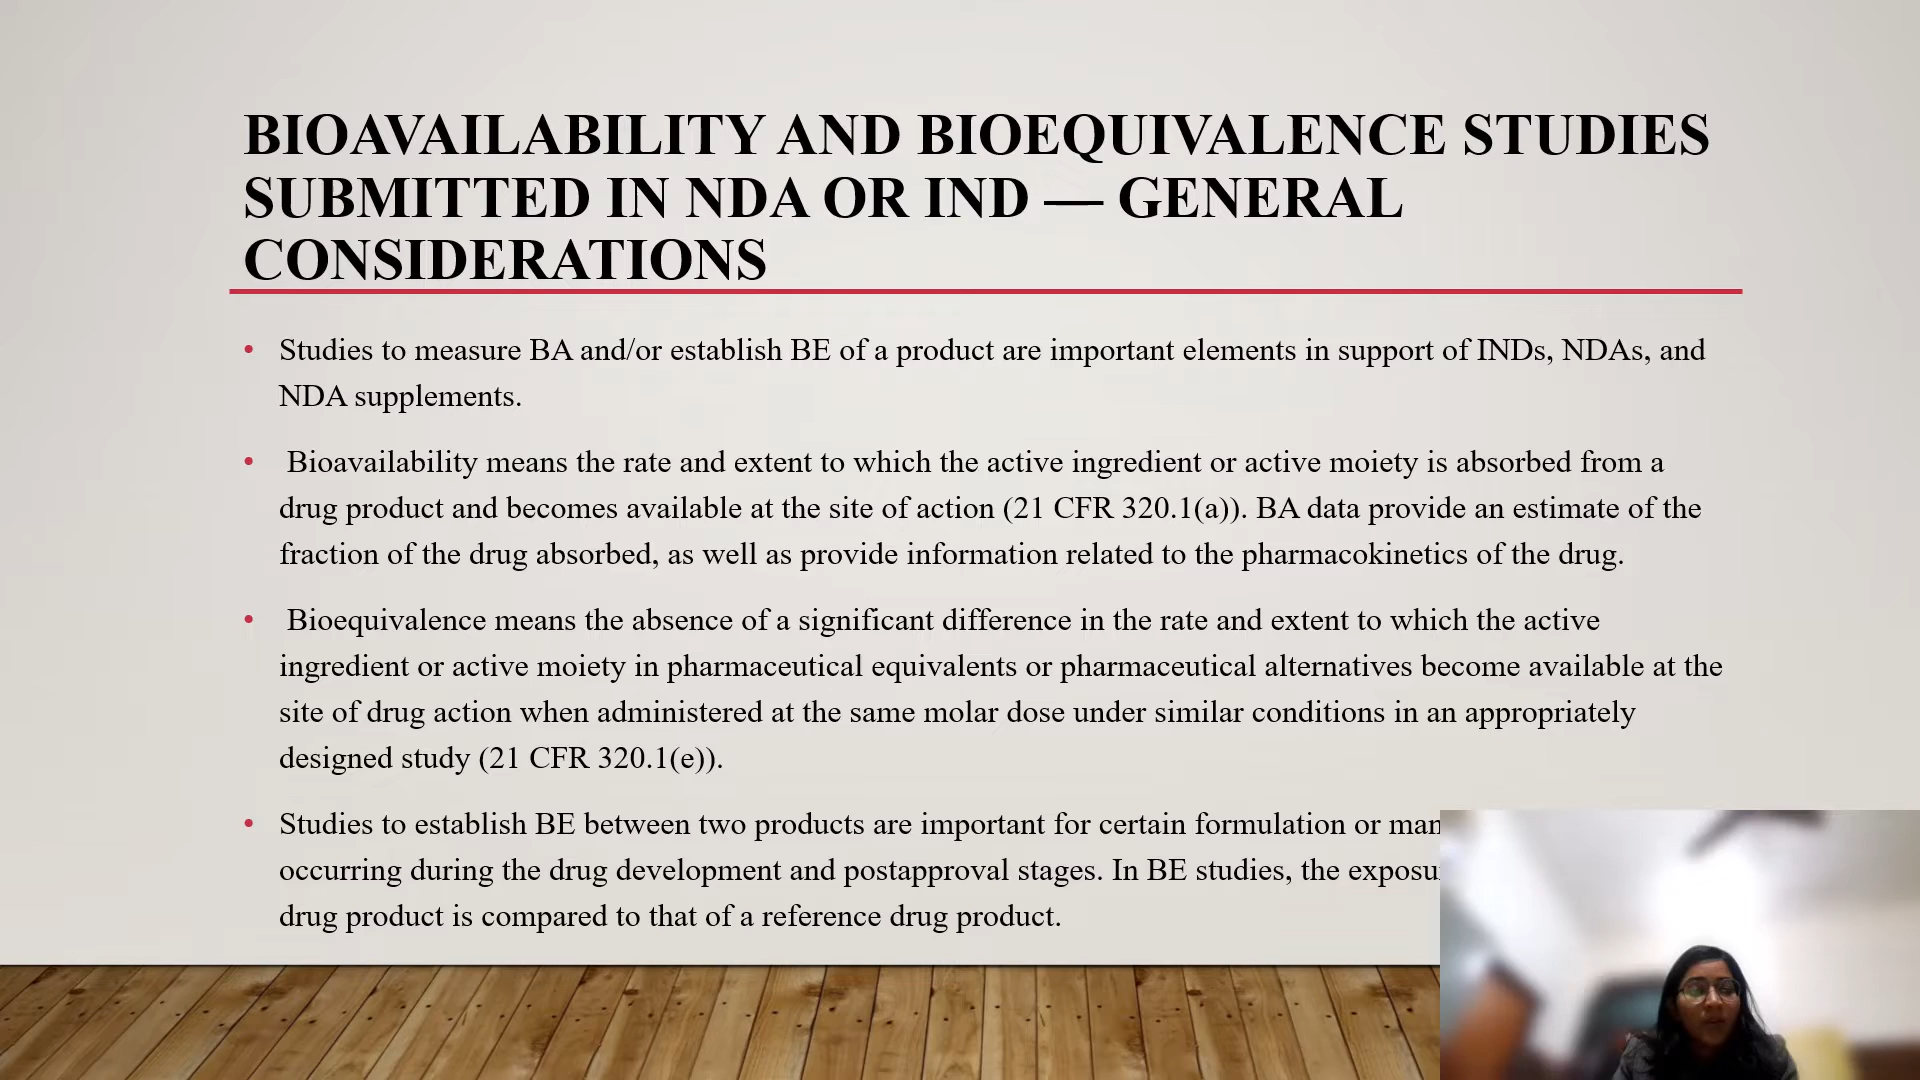 BIOAVAILABILITY AND BIOEQUIVALENCE STUDIES
SUBMITTED IN NDA OR IND — GENERAL
CONSIDERATIONS
• Studies to measure BA and/or establish BE of a product are important elements in support of INDs, NDAs, and
NDA supplements.
• Bioavailability means the rate and extent to which the active ingredient or active moiety is absorbed from a
drug product and becomes available at the site of action (21 CFR 320.1(a)). BA data provide an estimate of the
fraction of the drug absorbed, as well as provide information related to the pharmacokinetics of the drug.
• Bioequivalence means the absence of a significant difference in the rate and extent to which the active
ingredient or active moiety in pharmaceutical equivalents or pharmaceutical alternatives become available at the
site of drug action when administered at the same molar dose under similar conditions in an appropriately
designed study (21 CFR 320.1(e)).
• Studies to establish BE between two products are important for certain formulation or
occurring during the drug development and postapproval stages. In BE studies, the
drug product is compared to that of a reference drug product.